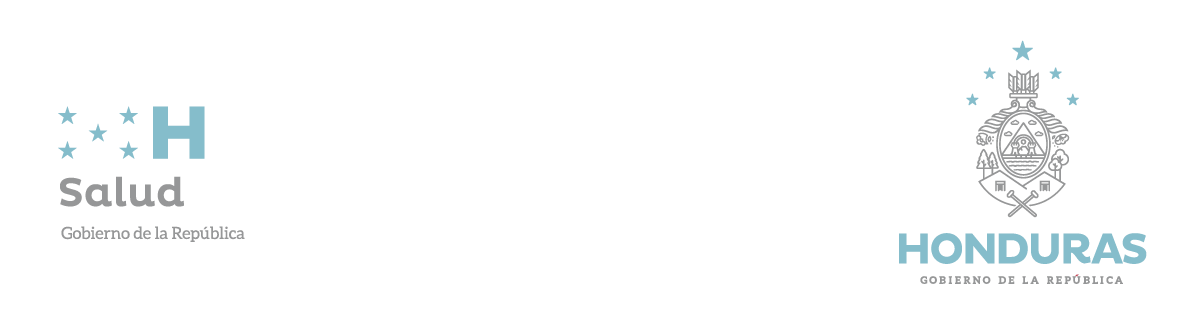 H
Salud
Gobierno de la República
HONDURAS
GOBIERNO DE LA REPÚBLICA